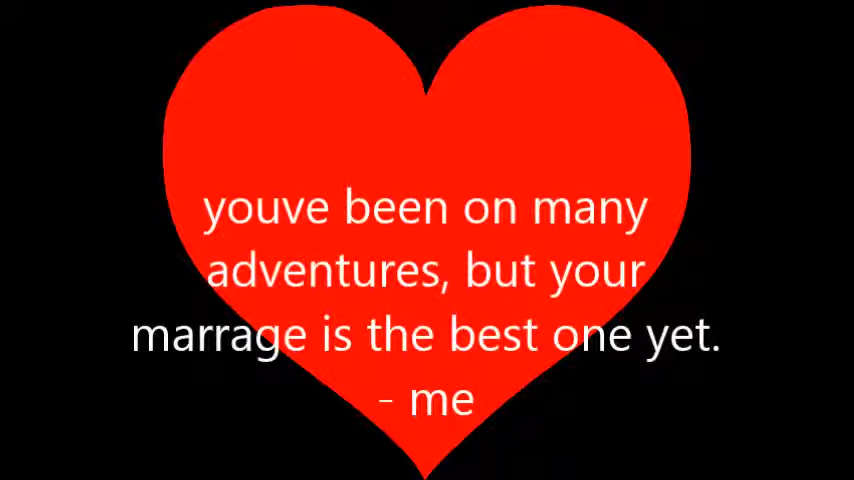 youve been on many
adventures, but your
marrage is the best one yet.
- me